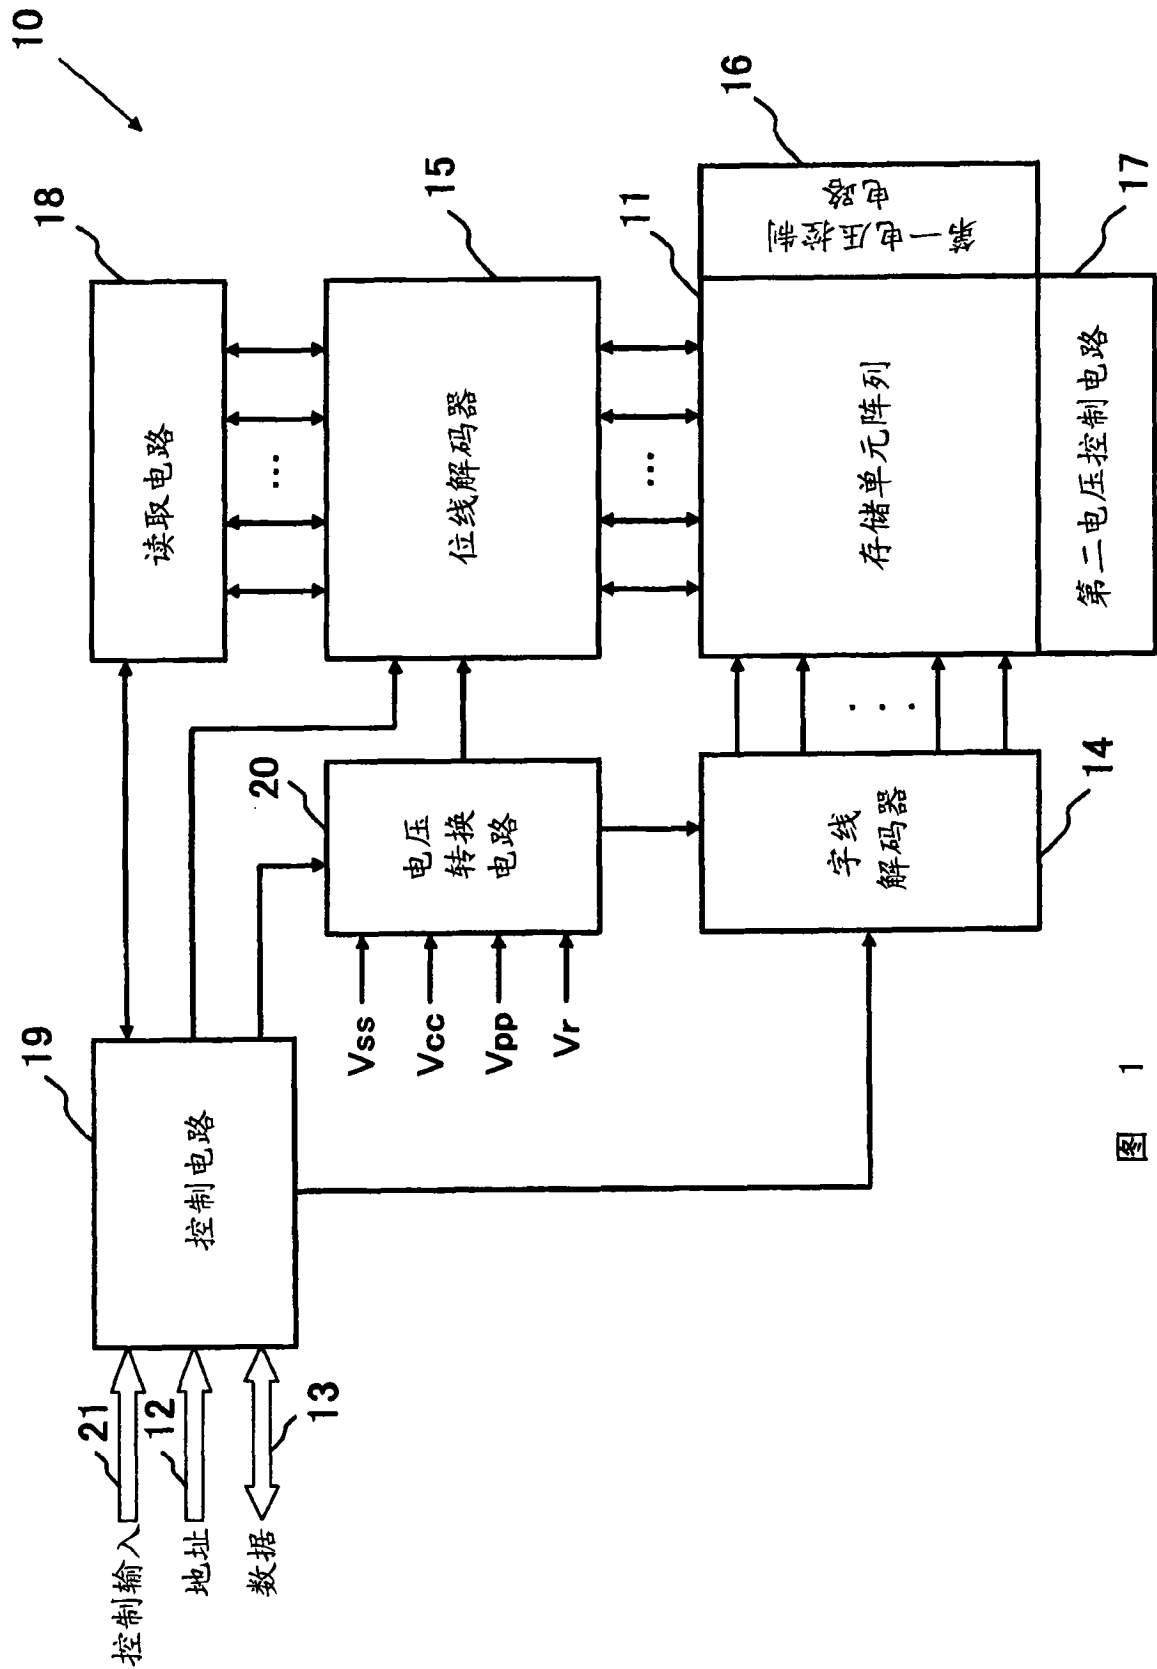 10
18
读取电路
15
位线解码器
16
第一电压控制
电路
11
存储单元阵列
17
第二电压控制电路
20
电压
转换
电路
Vss
Vcc
Vpp
Vr
14
字线
解码器
19
控制电路
21
控制输入
12
地址
13
数据
图 1